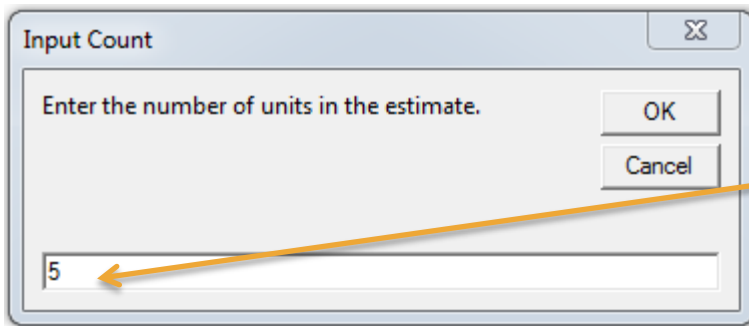 Input Count
Enter the number of units in the estimate.
OK
Cancel
5